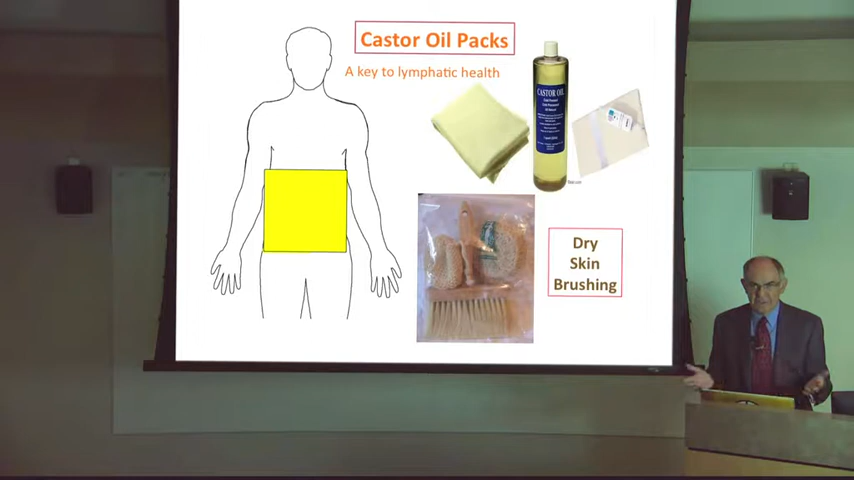 Castor Oil Packs
A key to lymphatic health
CASTOR OIL
Dry
Skin
Brushing